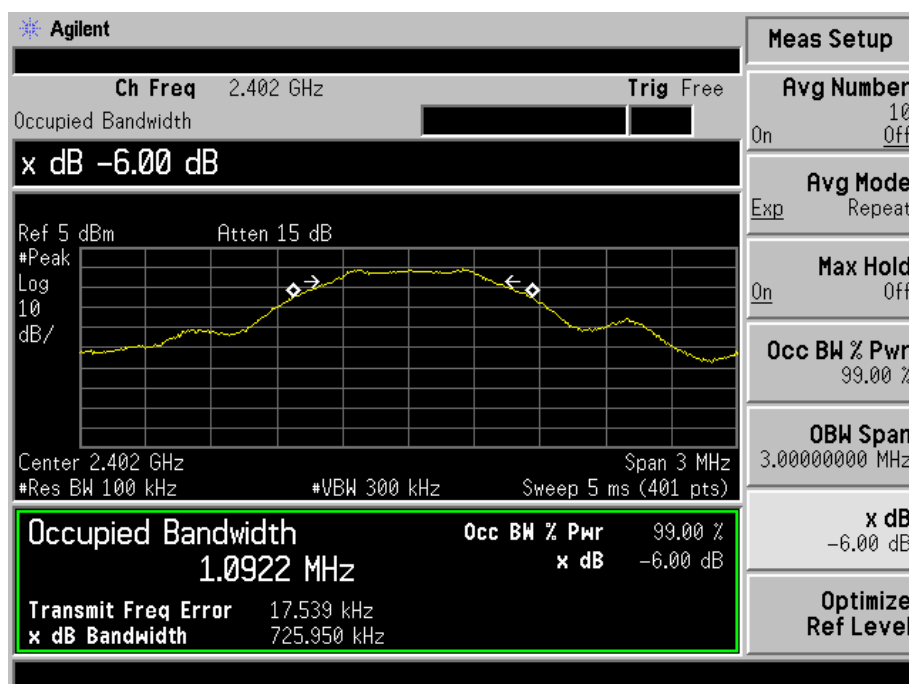 Agilent
Ch Freq 2.402 GHz Trig Free
Occupied Bandwidth
x dB -6.00 dB
Ref 5 dBm Atten 15 dB
#Peak
Log
10
dB/
Center 2.402 GHz Span 3 MHz
#Res BW 100 kHz #VBW 300 kHz Sweep 5 ms (401 pts)
Occupied Bandwidth Occ BW % Pwr 99.00 %
1.0922 MHz x dB -6.00 dB
Transmit Freq Error 17.539 kHz
x dB Bandwidth 725.950 kHz
Meas Setup
Avg Number
10
On Off
Avg Mode
Exp Repeat
Max Hold
On Off
Occ BW % Pwr
99.00 %
OBW Span
3.00000000 MHz
x dB
-6.00 dB
Optimize
Ref Level